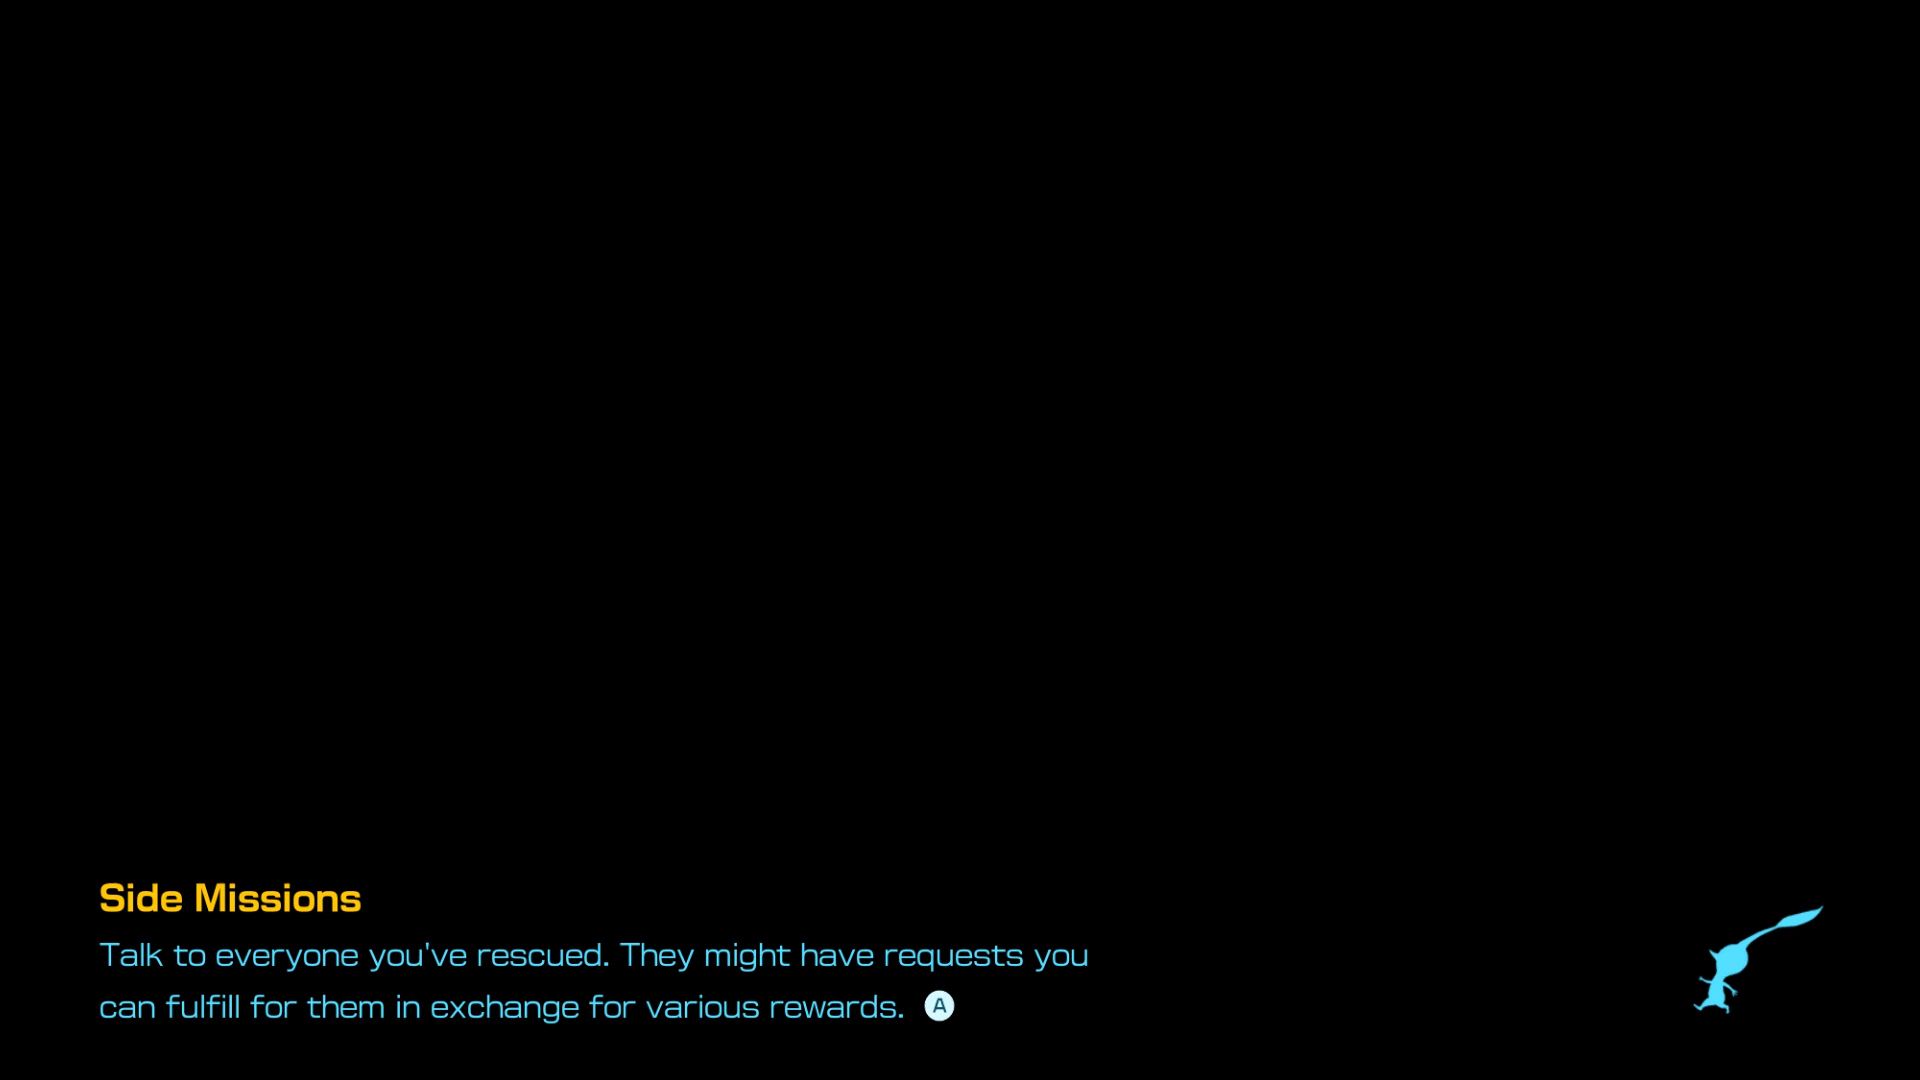 Side Missions
Talk to everyone you've rescued. They might have requests you
can fulfill for them in exchange for various rewards. A